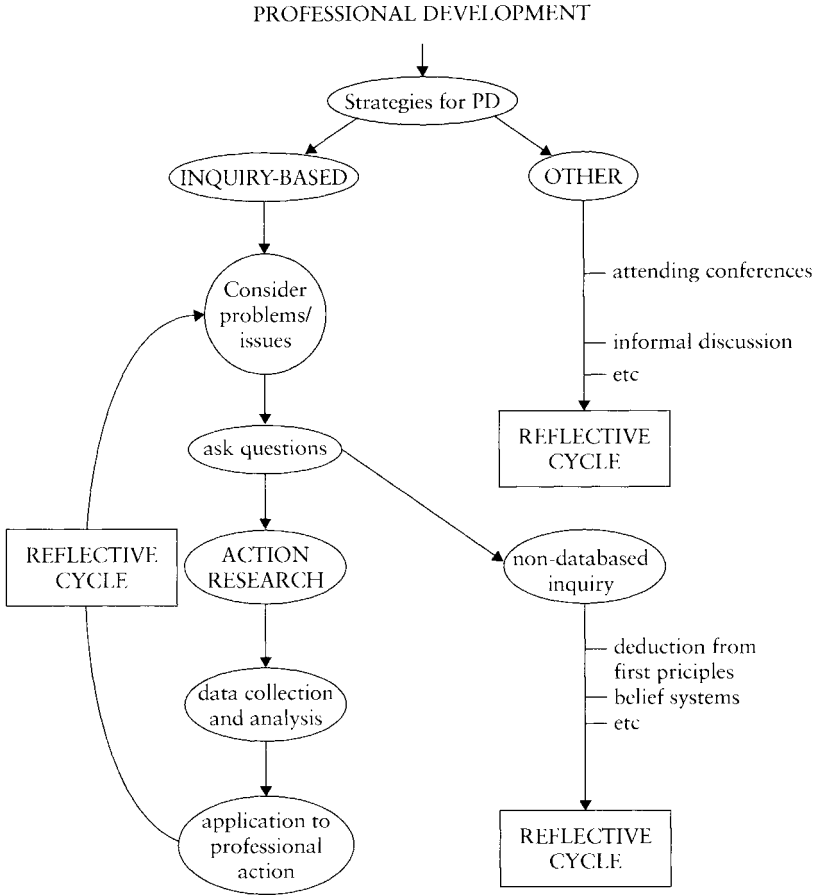 PROFESSIONAL DEVELOPMENT
Strategies for PD
INQUIRY-BASED
OTHER
Consider
problems/
issues
attending conferences
informal discussion
etc
REFLECTIVE
CYCLE
ask questions
REFLECTIVE
CYCLE
ACTION
RESEARCH
non-databased
inquiry
data collection
and analysis
deduction from
first priciples
belief systems
etc
application to
professional
action
REFLECTIVE
CYCLE